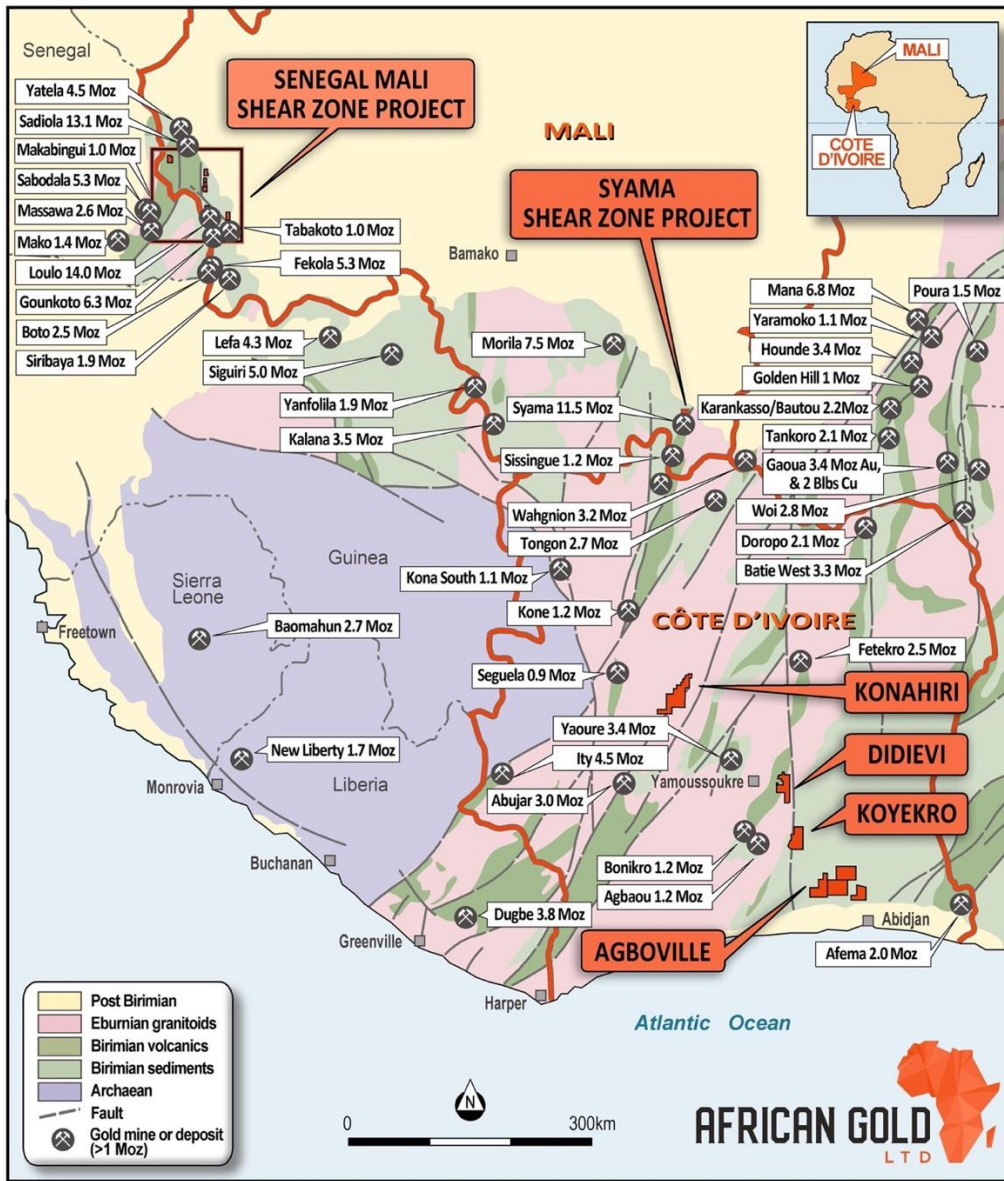 Senegal
Yatela 4.5 Moz
Sadiola 13.1 Moz
Makabingui 1.0 Moz
Sabodala 5.3 Moz
Massawa 2.6 Moz
Mako 1.4 Moz
Loulo 14.0 Moz
Gounkoto 6.3 Moz
Boto 2.5 Moz
Siribaya 1.9 Moz
SENEGAL MALI
SHEAR ZONE PROJECT
Tabakoto 1.0 Moz
Fekola 5.3 Moz
MALI
SYAMA
SHEAR ZONE PROJECT
Bamako
MALI
COTE
D'IVOIRE
Lefa 4.3 Moz
Siguiri 5.0 Moz
Morila 7.5 Moz
Yanfolila 1.9 Moz
Kalana 3.5 Moz
Syama 11.5 Moz
Sissingue 1.2 Moz
Wahgnion 3.2 Moz
Tongon 2.7 Moz
Mana 6.8 Moz
Poura 1.5 Moz
Yaramoko 1.1 Moz
Hounde 3.4 Moz
Golden Hill 1 Moz
Karankasso/Bautou 2.2Moz
Tankoro 2.1 Moz
Gaoua 3.4 Moz Au,
& 2 Blbs Cu
Woi 2.8 Moz
Doropo 2.1 Moz
Batie West 3.3 Moz
Guinea
Sierra
Leone
Freetown
Baomahun 2.7 Moz
Kona South 1.1 Moz
Kone 1.2 Moz
CÔTE D'IVOIRE
Fetekro 2.5 Moz
Seguela 0.9 Moz
KONAHIRI
New Liberty 1.7 Moz
Monrovia
Liberia
Yaoure 3.4 Moz
Ity 4.5 Moz
Abujar 3.0 Moz
Yamoussoukre
DIDIEVI
KOYEKRO
Buchanan
Bonikro 1.2 Moz
Agbaou 1.2 Moz
Dugbe 3.8 Moz
Greenville
AGBOVILLE
Abidjan
Afema 2.0 Moz
Harper
Atlantic Ocean
Post Birimian
Eburnian granitoids
Birimian volcanics
Birimian sediments
Archaean
Fault
Gold mine or deposit
(>1 Moz)
N
0
300km
AFRICAN GOLD
LTD